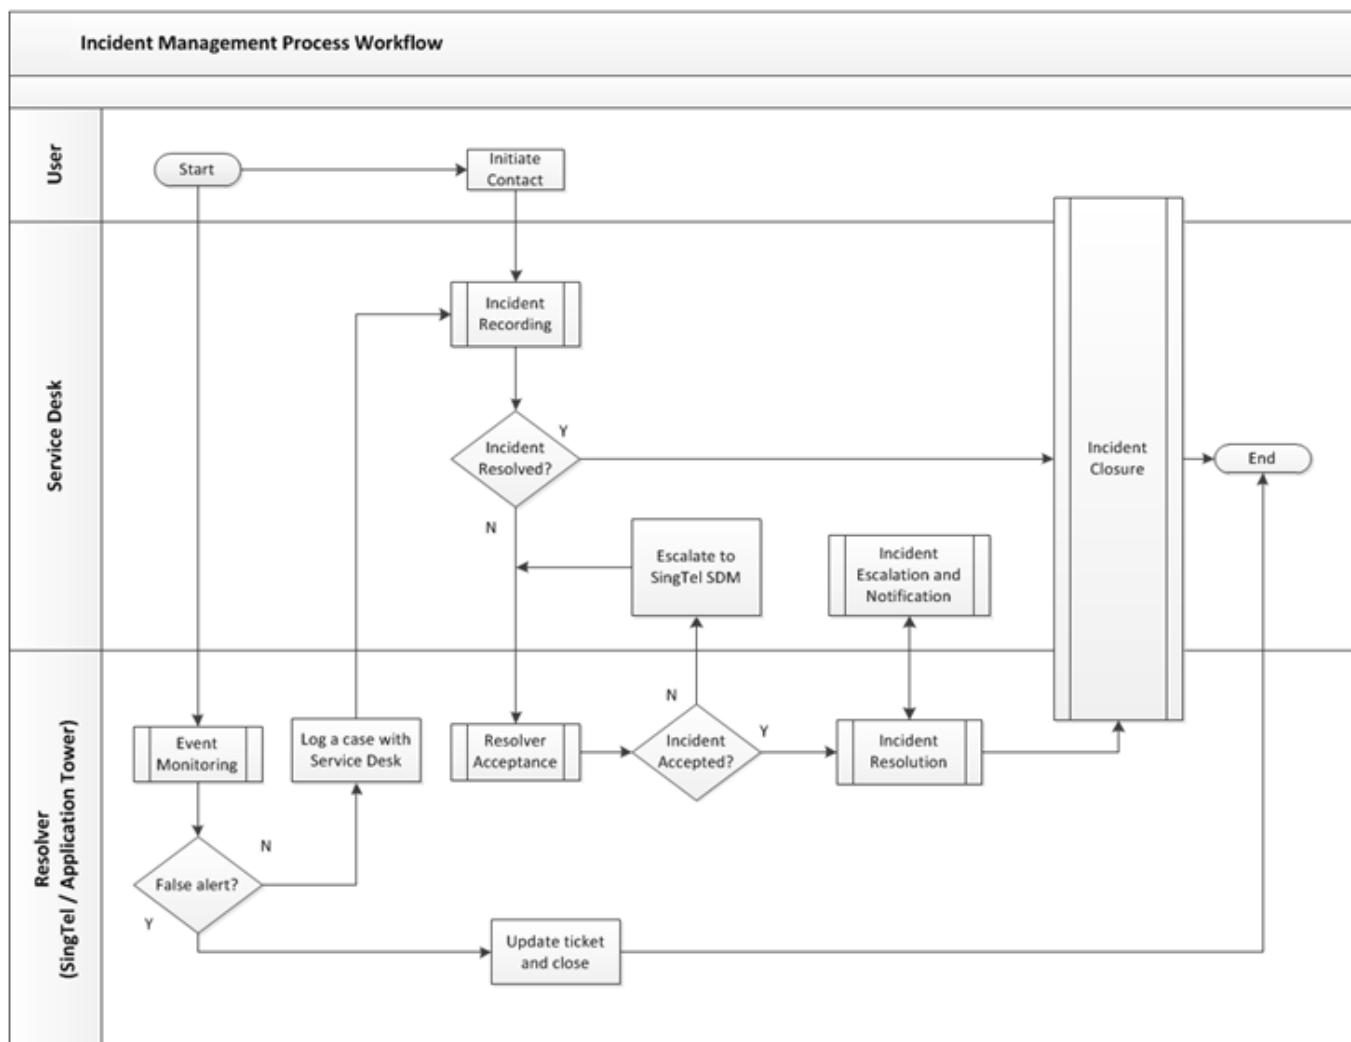 Incident Management Process Workflow
User
Start
Initiate
Contact
Service Desk
Incident
Recording
Incident
Resolved?
Y
N
Escalate to
SingTel SDM
Incident
Escalation and
Notification
Incident
Closure
End
Resolver
(SingTel / Application Tower)
Event
Monitoring
Log a case with
Service Desk
Resolver
Acceptance
N
Incident
Accepted?
Y
Incident
Resolution
False alert?
N
Y
Update ticket
and close